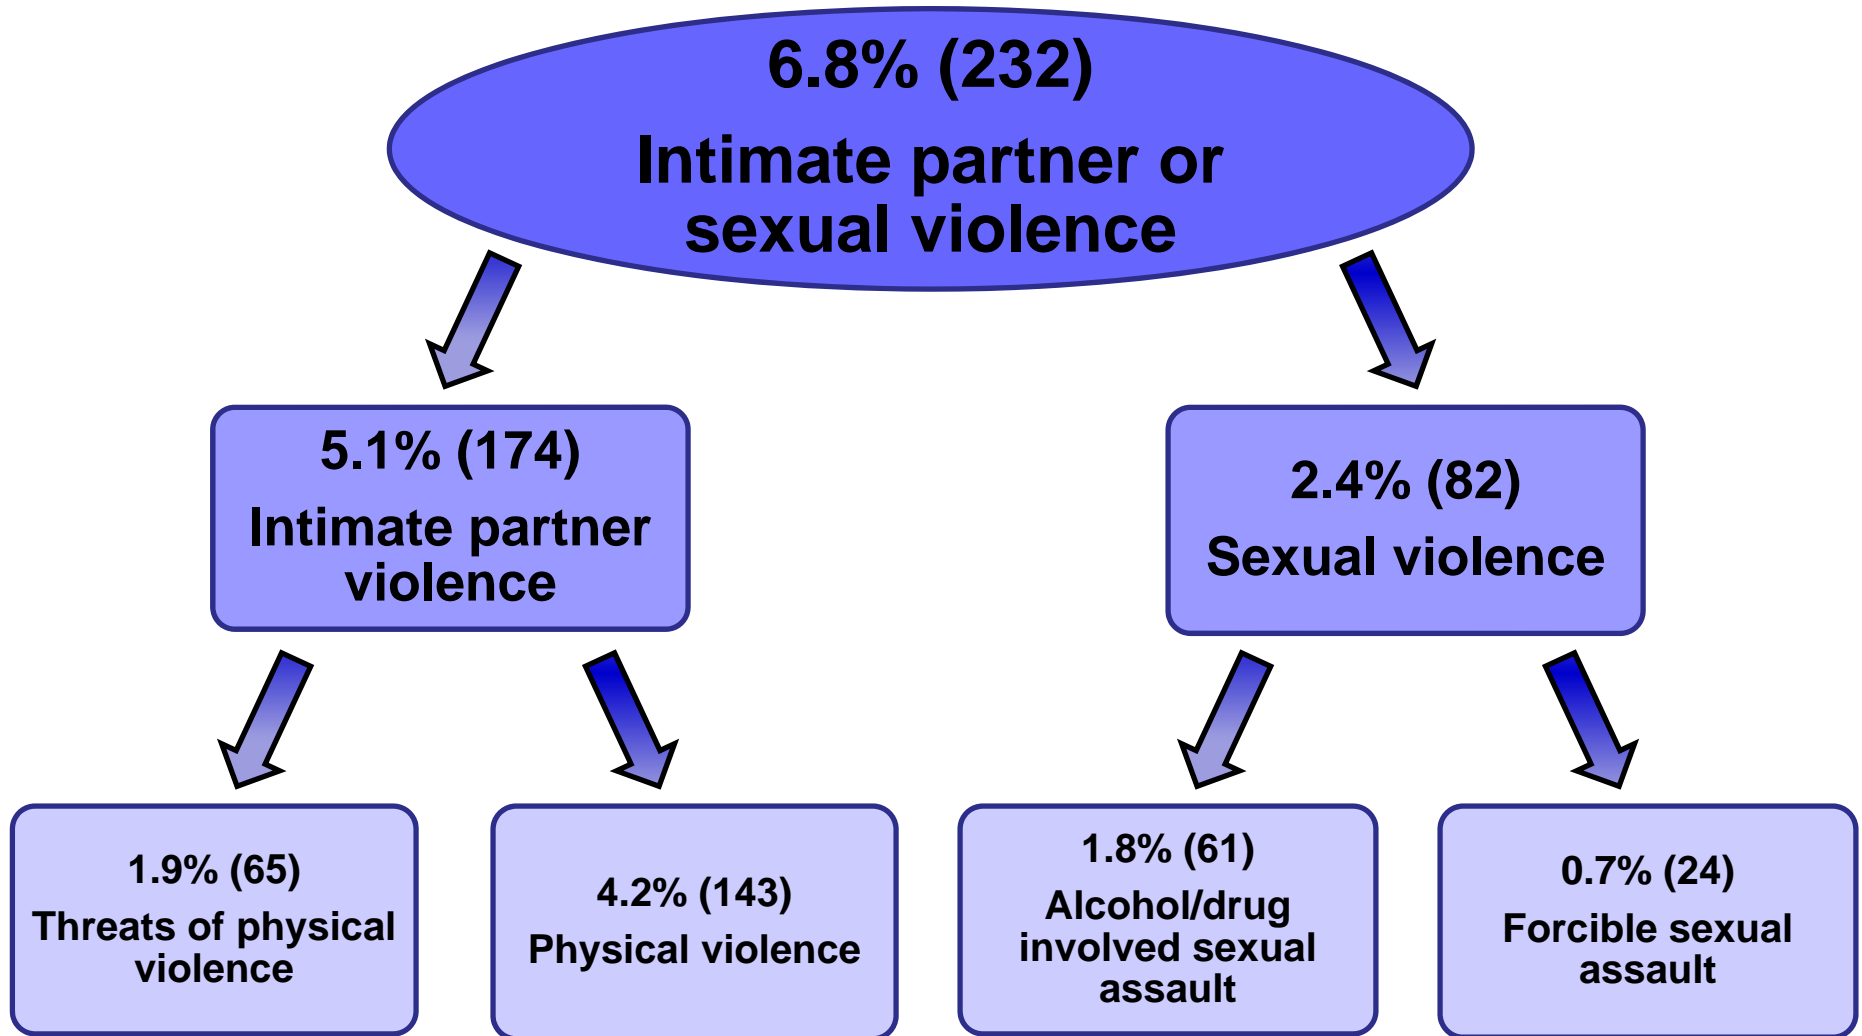 6.8% (232)
Intimate partner or
sexual violence
5.1% (174)
Intimate partner
violence
2.4% (82)
Sexual violence
1.9% (65)
Threats of physical
violence
4.2% (143)
Physical violence
1.8% (61)
Alcohol/drug
involved sexual
assault
0.7% (24)
Forcible sexual
assault